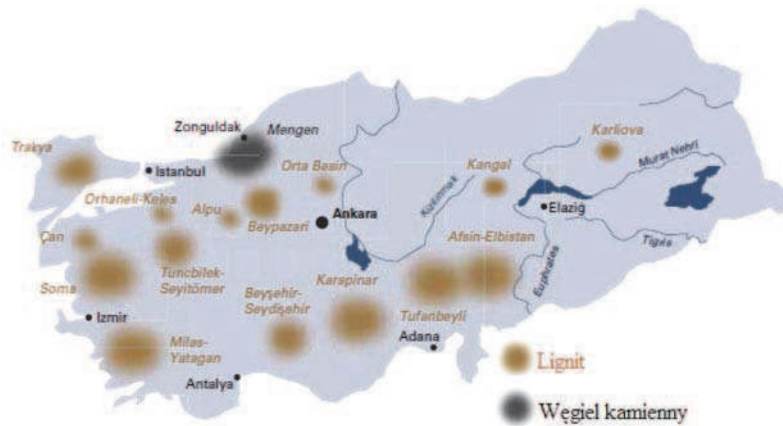 Zonguldak
Mengen
Trakya
Istanbul
Orta Basin
Kangal
Karliova
Murat Nehri
Orhaneli-Keles
Alpu
Beypazari
Ankara
Kizilirmak
Elaziğ
Çan
Afsin-Elbistan
Tigris
Soma
Tuncbilek-
Seyitömer
Beyşehir-
Seydişehir
Karapinar
Euphrates
Izmir
Tufanbeyli
Milas-
Yatagan
Adana
Antalya
Lignit
Węgiel kamienny